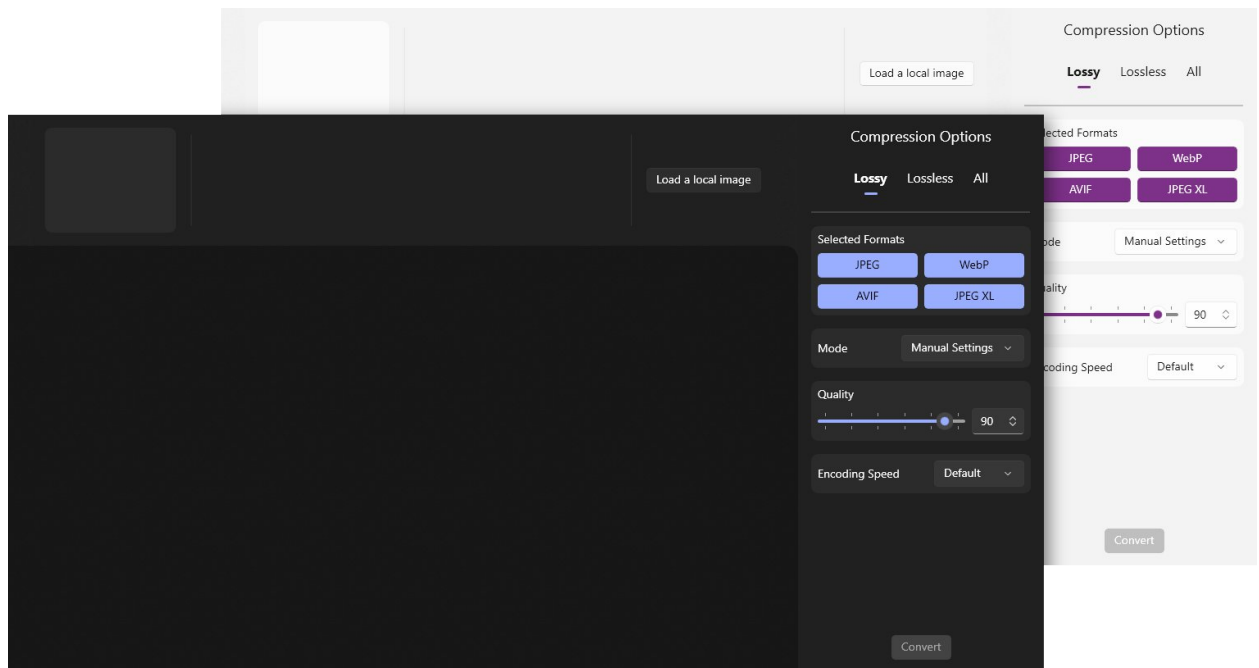 Compression Options
Load a local image
Lossy Lossless All
lected Formats
JPEG WebP
AVIF JPEG XL
ode Manual Settings
ality
90
coding Speed Default
Convert
Compression Options
Load a local image
Lossy Lossless All
Selected Formats
JPEG WebP
AVIF JPEG XL
Mode Manual Settings
Quality
90
Encoding Speed Default
Convert